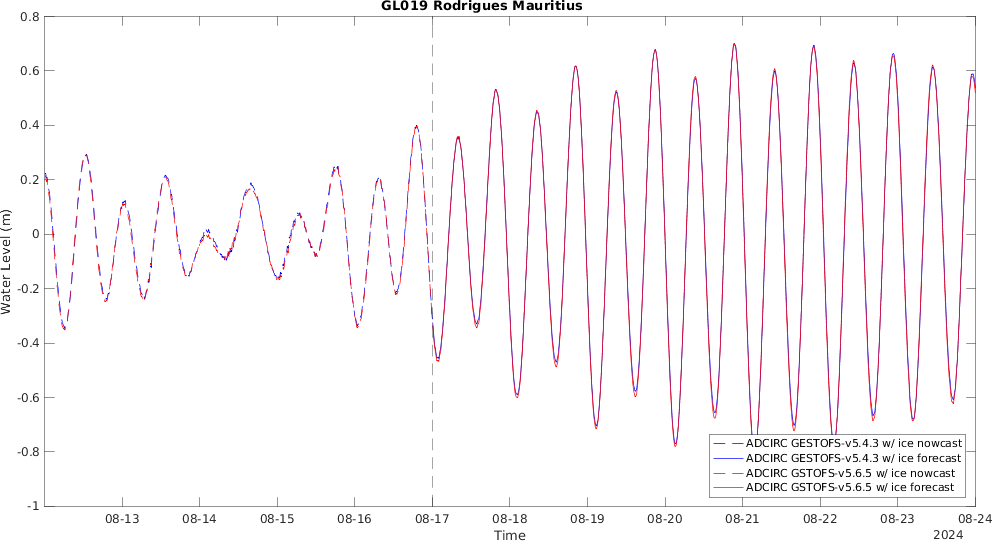 GL019 Rodrigues Mauritius
0.8
0.6
0.4
0.2
0
-0.2
-0.4
-0.6
-0.8
-1
Water Level (m)
ADCIRC GESTOFS-v5.4.3 w/ ice nowcast
ADCIRC GESTOFS-v5.4.3 w/ ice forecast
ADCIRC GSTOFS-v5.6.5 w/ ice nowcast
ADCIRC GSTOFS-v5.6.5 w/ ice forecast
08-13 08-14 08-15 08-16 08-17 08-18 08-19 08-20 08-21 08-22 08-23 08-24
Time
2024